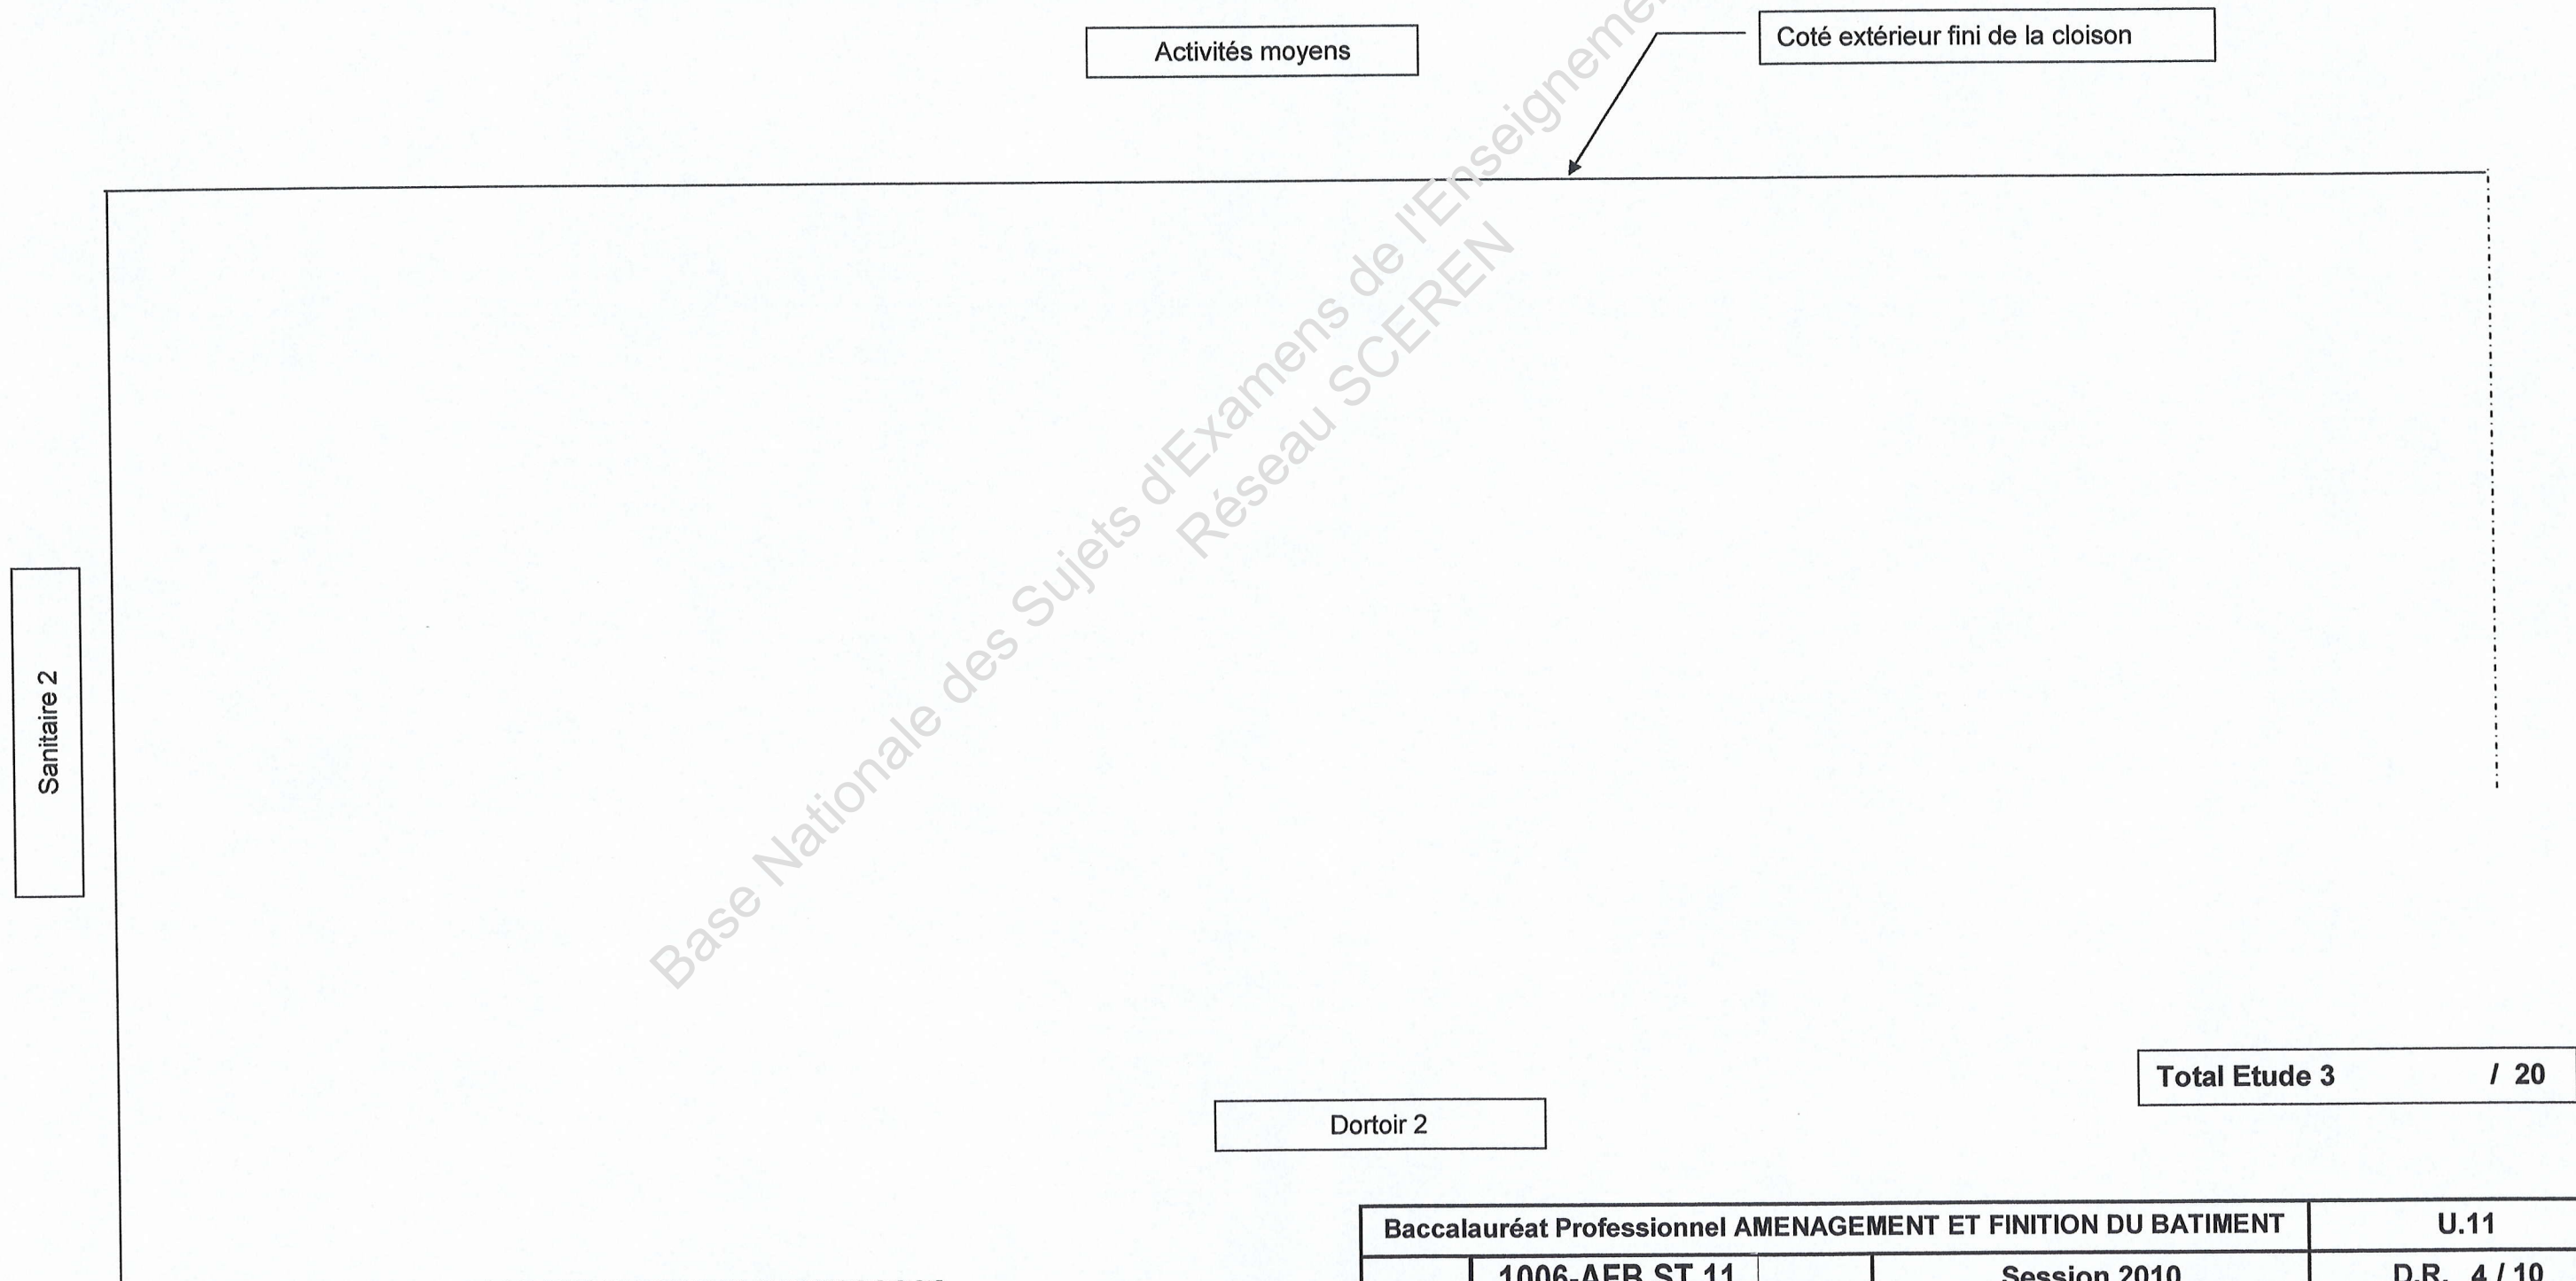 Activités moyens
Coté extérieur fini de la cloison
Base Nationale des Sujets d'Examens de l'Enseignement
Réseau SCEREN
Sanitaire 2
Total Etude 3 / 20
Dortoir 2
Baccalauréat Professionnel AMENAGEMENT ET FINITION DU BATIMENT U.11
1006-AFB ST 11 Session 2010 D.R. 4 / 10